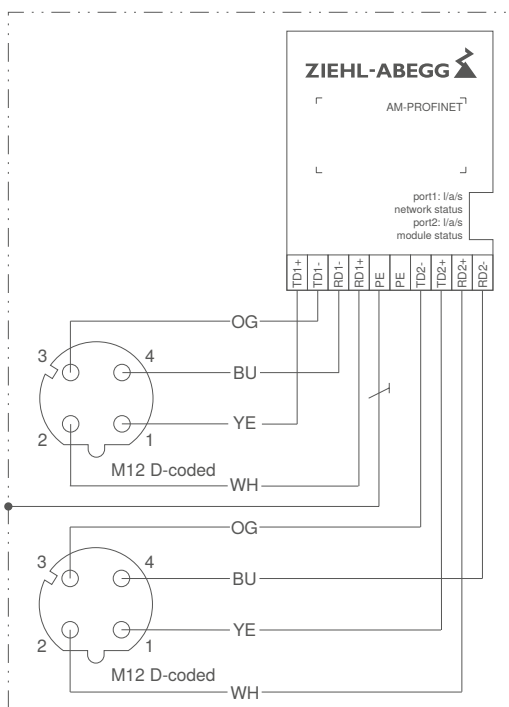 ZIEHL-ABEGG
AM-PROFINET
port1: l/a/s
network status
port2: l/a/s
module status
TD1+
TD1-
RD1-
RD1+
PE
PE
TD2-
TD2+
RD2+
RD2-
OG
3
4
BU
YE
2
1
M12 D-coded
WH
OG
3
4
BU
YE
2
1
M12 D-coded
WH